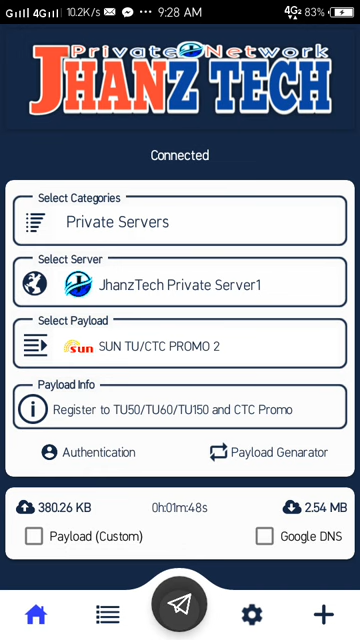 4G 10.2K/s 9:28 AM 4G2 83%
Private Network
JHANZ TECH
Connected
Select Categories
Private Servers
Select Server
JhanzTech Private Server1
Select Payload
sun SUN TU/CTC PROMO 2
Payload Info
Register to TU50/TU60/TU150 and CTC Promo
Authentication
Payload Genarator
380.26 KB 0h:01m:48s 2.54 MB
Payload (Custom)
Google DNS